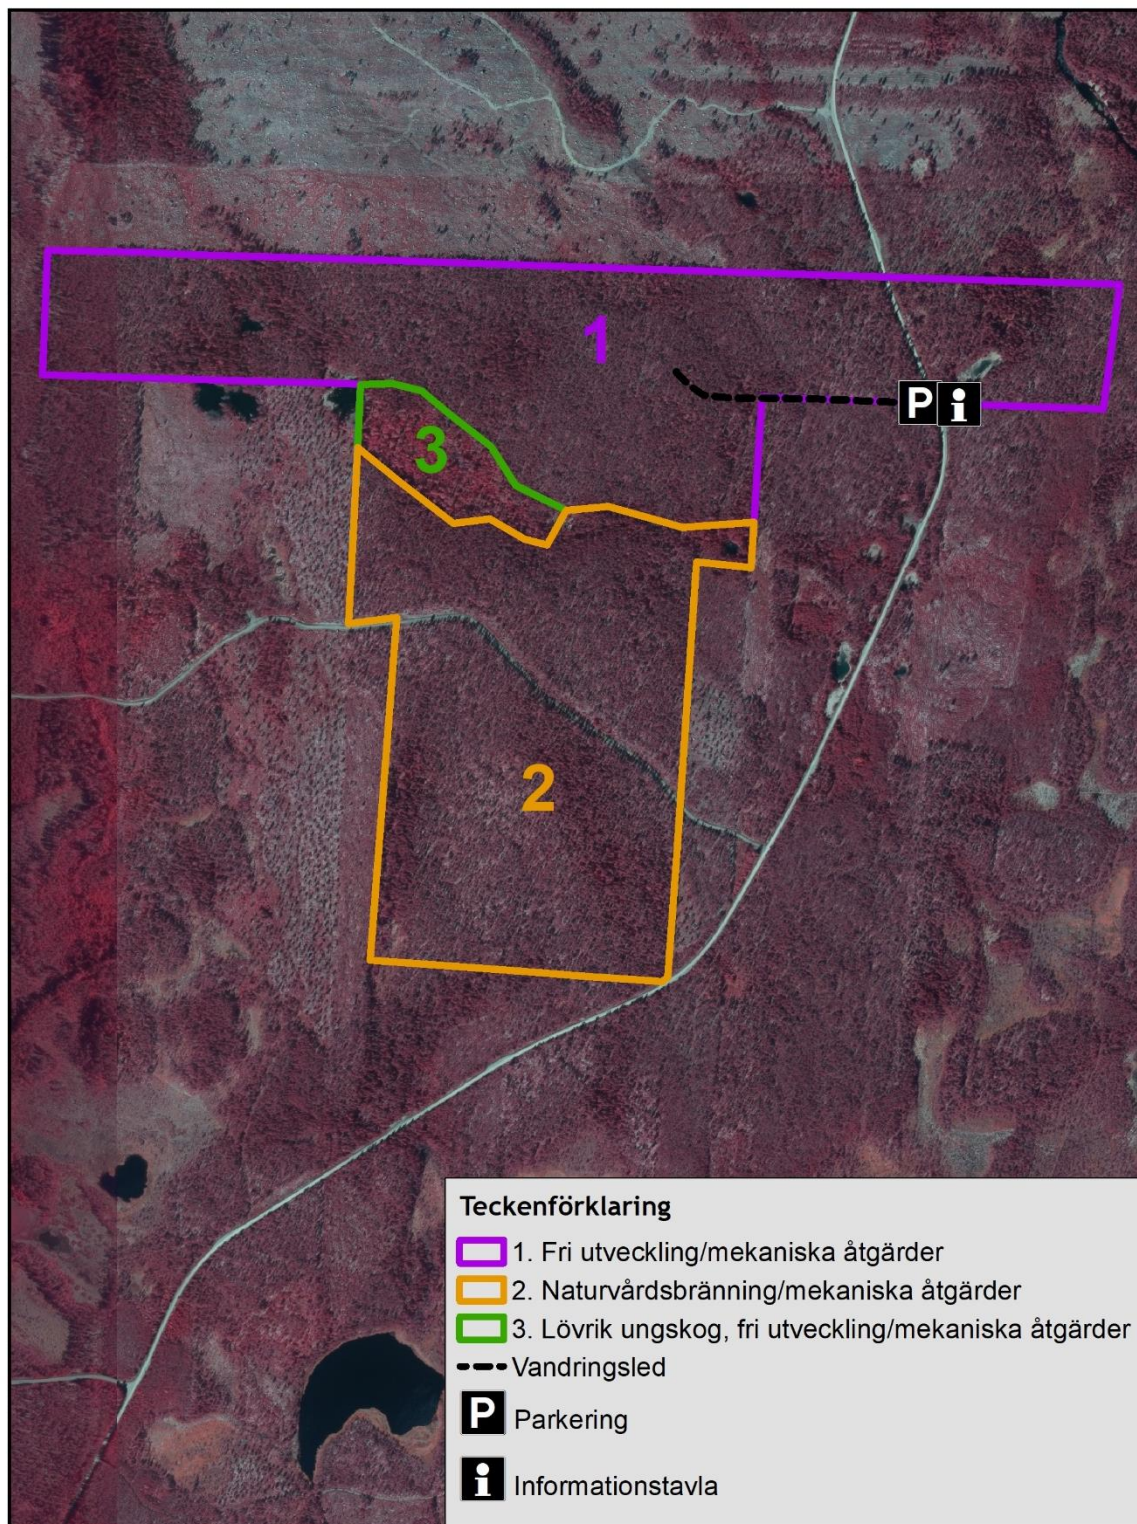 1
P i
3
2
Teckenförklaring
1. Fri utveckling/mekaniska åtgärder
2. Naturvårdsbränning/mekaniska åtgärder
3. Lövrik ungskog, fri utveckling/mekaniska åtgärder
Vandringsled
P Parkering
i Informationstavla